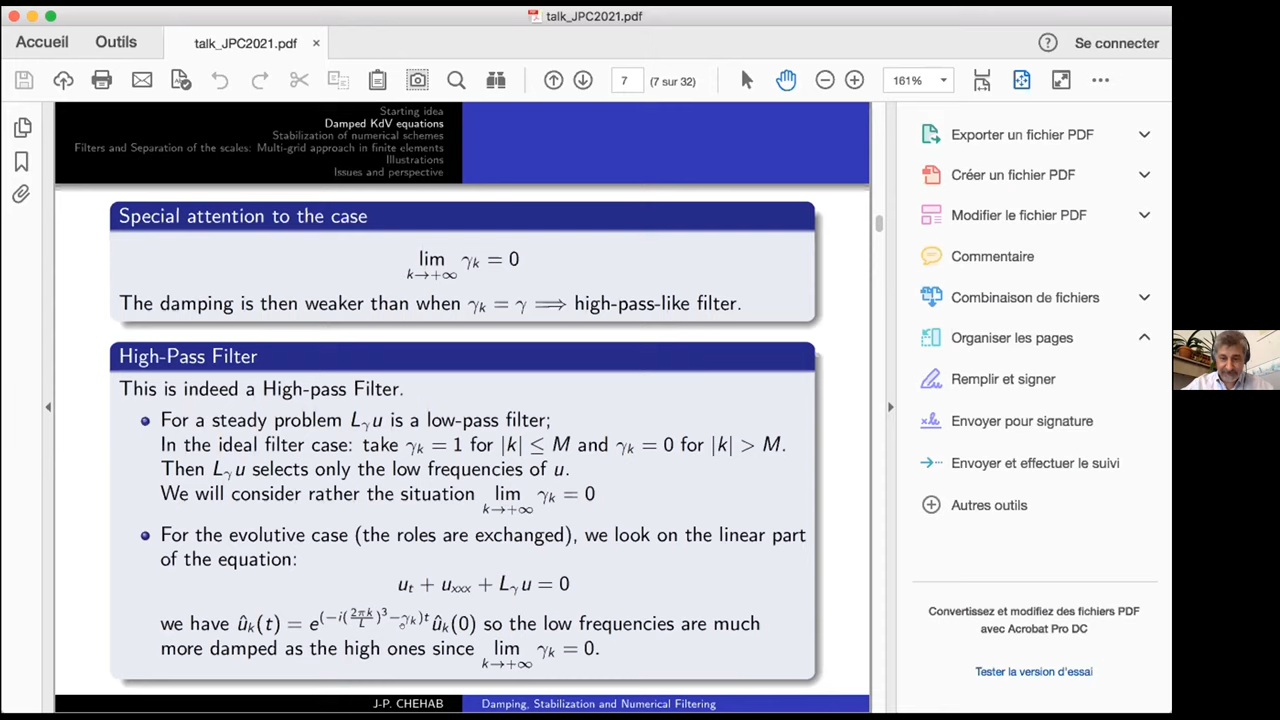 talk_JPC2021.pdf
Accueil Outils talk_JPC2021.pdf × ? Se connecter
7 (7 sur 32) 161%
Starting idea
Damped KdV equations
Stabilization of numerical schemes
Filters and Separation of the scales: Multi-grid approach in finite elements
Illustrations
Issues and perspective
Special attention to the case
lim γₖ = 0
k→+∞
The damping is then weaker than when γₖ = γ ⟹ high-pass-like filter.
High-Pass Filter
This is indeed a High-pass Filter.
For a steady problem L_γ u is a low-pass filter;
In the ideal filter case: take γₖ = 1 for |k| ≤ M and γₖ = 0 for |k| > M.
Then L_γ u selects only the low frequencies of u.
We will consider rather the situation lim γₖ = 0
k→+∞
For the evolutive case (the roles are exchanged), we look on the linear part
of the equation:
u_t + u_xxx + L_γ u = 0
we have û_k(t) = e^{(−i(2πk/L)^3−γ_k)t} û_k(0) so the low frequencies are much
more damped as the high ones since lim γₖ = 0.
k→+∞
J-P. CHEHAB Damping, Stabilization and Numerical Filtering
Exporter un fichier PDF
Créer un fichier PDF
Modifier le fichier PDF
Commentaire
Combinaison de fichiers
Organiser les pages
Remplir et signer
Envoyer pour signature
Envoyer et effectuer le suivi
Autres outils
Convertissez et modifiez des fichiers PDF
avec Acrobat Pro DC
Tester la version d'essai